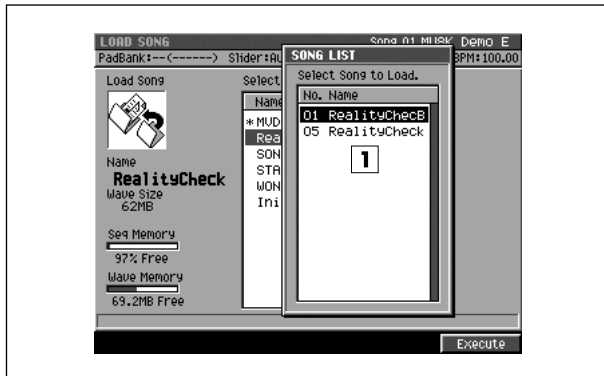 LOAD SONG Song 01 MU8K Demo E
PadBank:--(------) Slider:AU BPM:100.00
SONG LIST
Select Song to Load.
No. Name
01 RealityChecB
05 RealityCheck
1
Load Song
Name
RealityCheck
Wave Size
62MB
Seq Memory
97% Free
Wave Memory
69.2MB Free
Select
Name
*MVD
Rea
SON
STA
WON
Ini
Execute